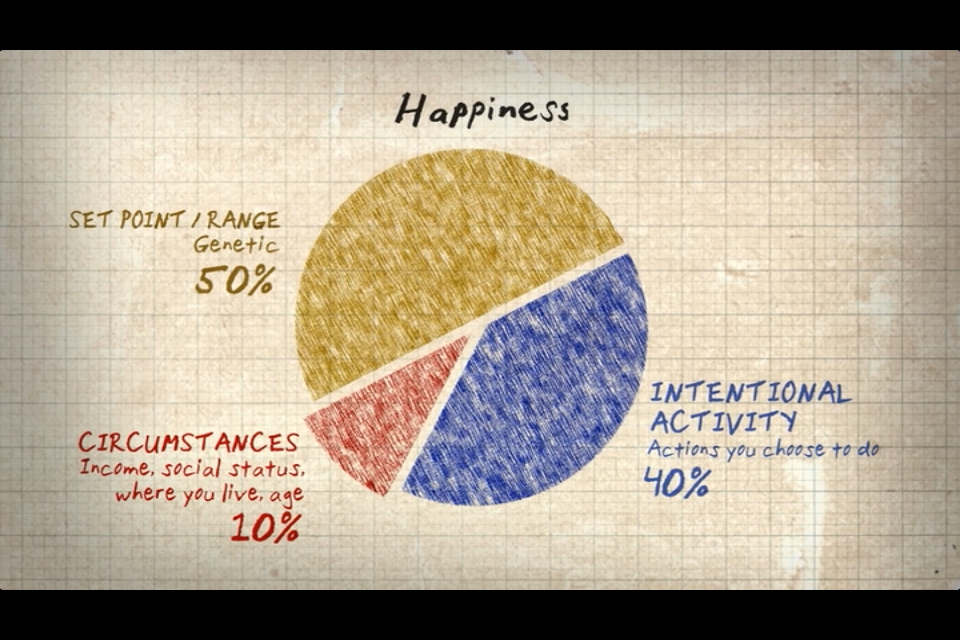 Happiness
SET POINT / RANGE
Genetic
50%
INTENTIONAL
ACTIVITY
Actions you choose to do
40%
CIRCUMSTANCES
Income, social status,
where you live, age
10%